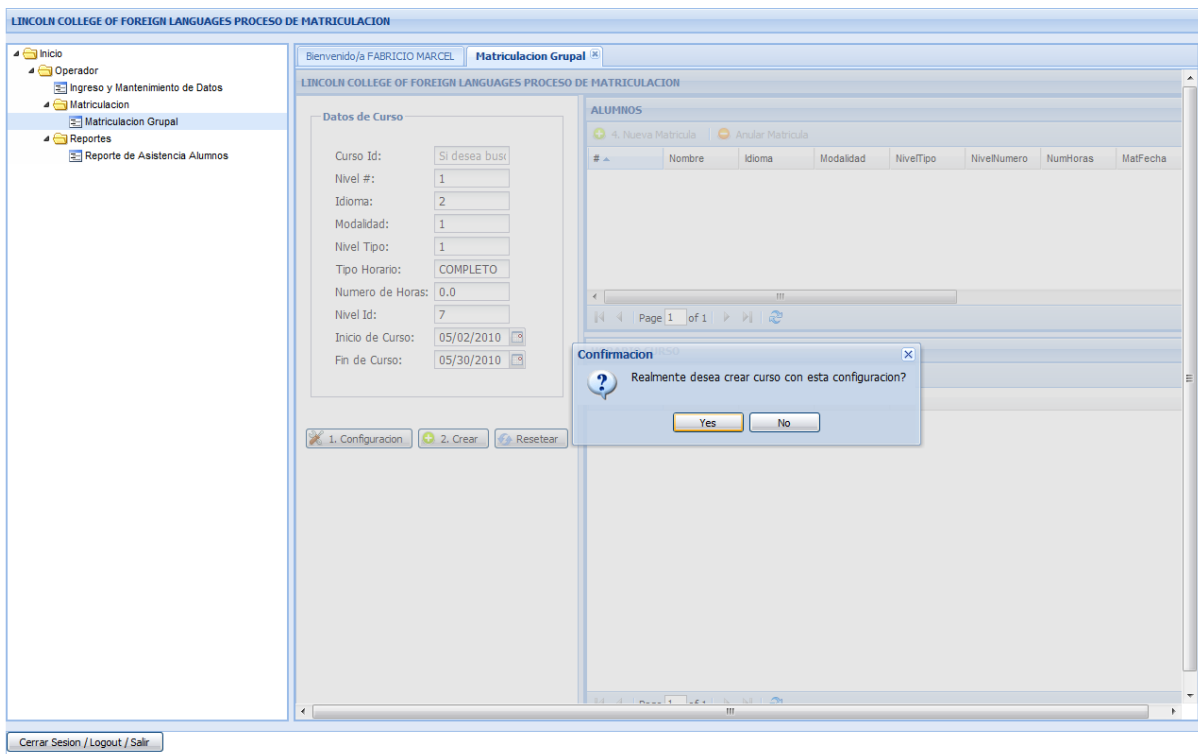 LINCOLN COLLEGE OF FOREIGN LANGUAGES PROCESO DE MATRICULACION
Inicio
Operador
Ingreso y Mantenimiento de Datos
Matriculacion
Matriculacion Grupal
Reportes
Reporte de Asistencia Alumnos
Bienvenido/a FABRICIO MARCEL
Matriculacion Grupal
LINCOLN COLLEGE OF FOREIGN LANGUAGES PROCESO DE MATRICULACION
Datos de Curso
Curso Id: Si desea busc
Nivel #: 1
Idioma: 2
Modalidad: 1
Nivel Tipo: 1
Tipo Horario: COMPLETO
Numero de Horas: 0.0
Nivel Id: 7
Inicio de Curso: 05/02/2010
Fin de Curso: 05/30/2010
1. Configuracion 2. Crear Resetear
ALUMNOS
4. Nueva Matricula Anular Matricula
# Nombre Idioma Modalidad NivelTipo NivelNumero NumHoras MatFecha
Page 1 of 1
CURSO
Confirmacion
Realmente desea crear curso con esta configuracion?
Yes No
Page 1 of 1
Cerrar Sesion / Logout / Salir